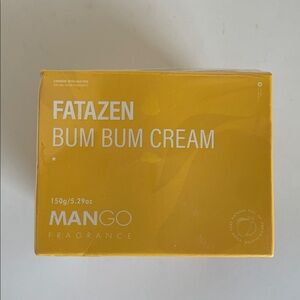 FATAZEN
BUM BUM CREAM
150g/5.29oz
MANGO
FRAGRANCE